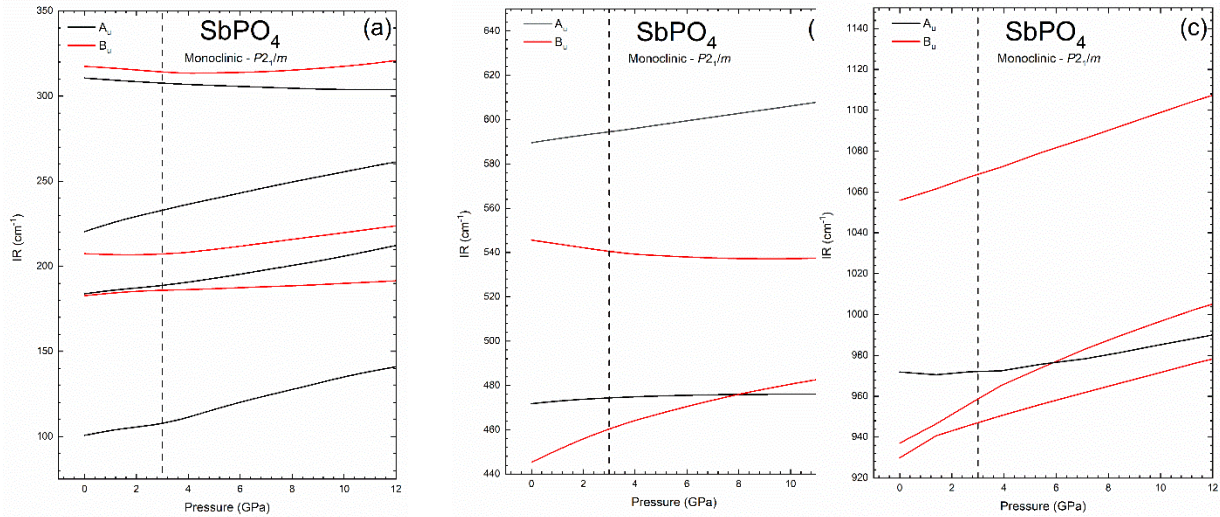 SbPO4
(a)
Au
Bu
Monoclinic - P21/m
350
300
250
200
150
100
IR (cm-1)
0 2 4 6 8 10 12
Pressure (GPa)
SbPO4
(
Au
Bu
Monoclinic - P21/m
640
620
600
580
560
540
520
500
480
460
440
IR (cm-1)
0 2 4 6 8 10
Pressure (GPa)
SbPO4
(c)
Au
Bu
Monoclinic - P21/m
1140
1120
1100
1080
1060
1040
1020
1000
980
960
940
920
IR (cm-1)
0 2 4 6 8 10 12
Pressure (GPa)